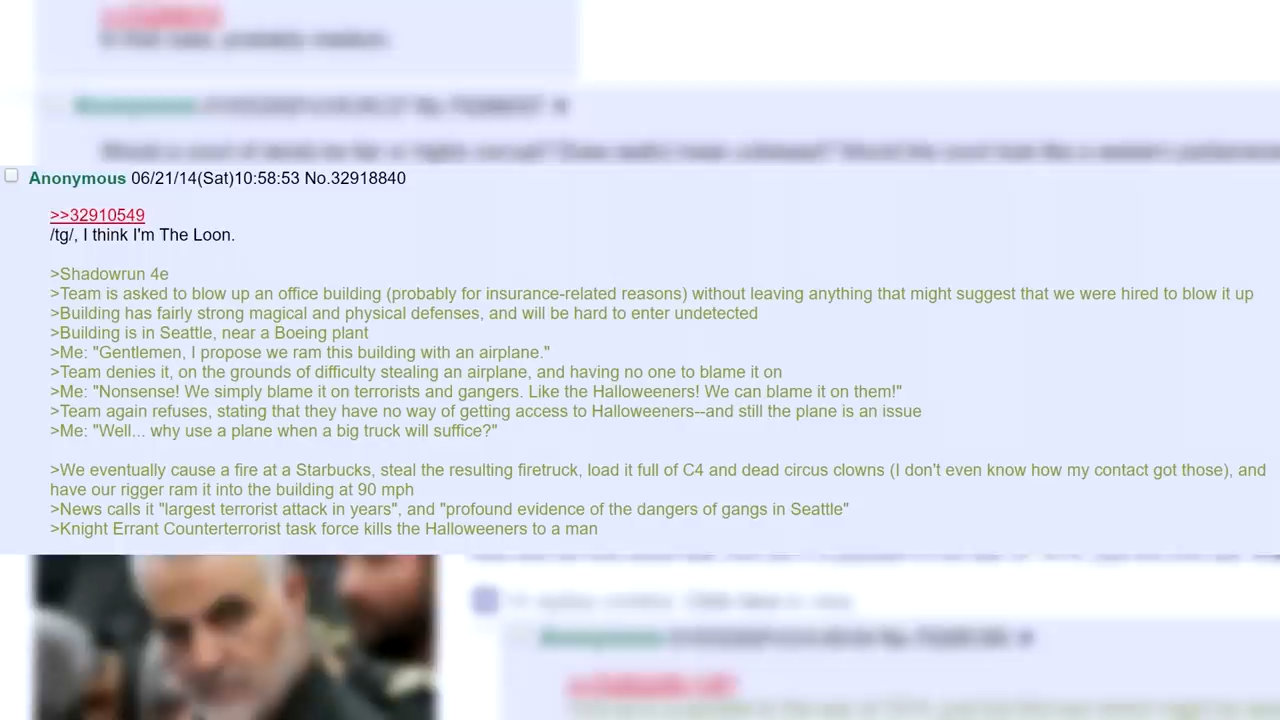 Anonymous 06/21/14(Sat)10:58:53 No.32918840
>>32910549
/tg/, I think I'm The Loon.
>Shadowrun 4e
>Team is asked to blow up an office building (probably for insurance-related reasons) without leaving anything that might suggest that we were hired to blow it up
>Building has fairly strong magical and physical defenses, and will be hard to enter undetected
>Building is in Seattle, near a Boeing plant
>Me: "Gentlemen, I propose we ram this building with an airplane."
>Team denies it, on the grounds of difficulty stealing an airplane, and having no one to blame it on
>Me: "Nonsense! We simply blame it on terrorists and gangers. Like the Halloweeners! We can blame it on them!"
>Team again refuses, stating that they have no way of getting access to Halloweeners--and still the plane is an issue
>Me: "Well... why use a plane when a big truck will suffice?"
>We eventually cause a fire at a Starbucks, steal the resulting firetruck, load it full of C4 and dead circus clowns (I don't even know how my contact got those), and
have our rigger ram it into the building at 90 mph
>News calls it "largest terrorist attack in years", and "profound evidence of the dangers of gangs in Seattle"
>Knight Errant Counterterrorist task force kills the Halloweeners to a man